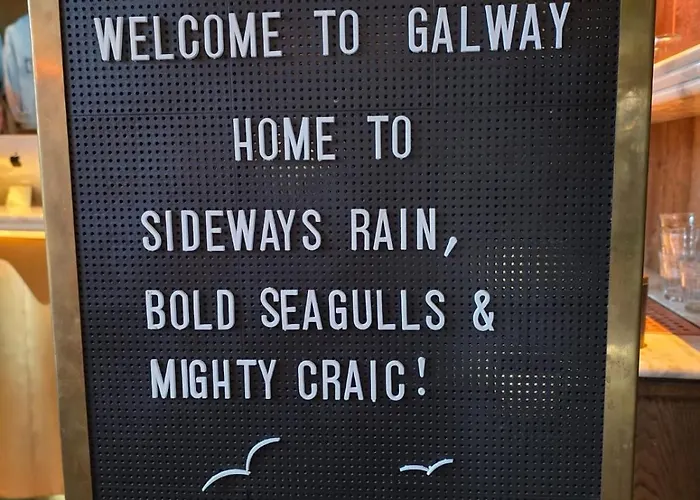 WELCOME TO GALWAY
HOME TO
SIDEWAYS RAIN,
BOLD SEAGULLS &
MIGHTY CRAIC!